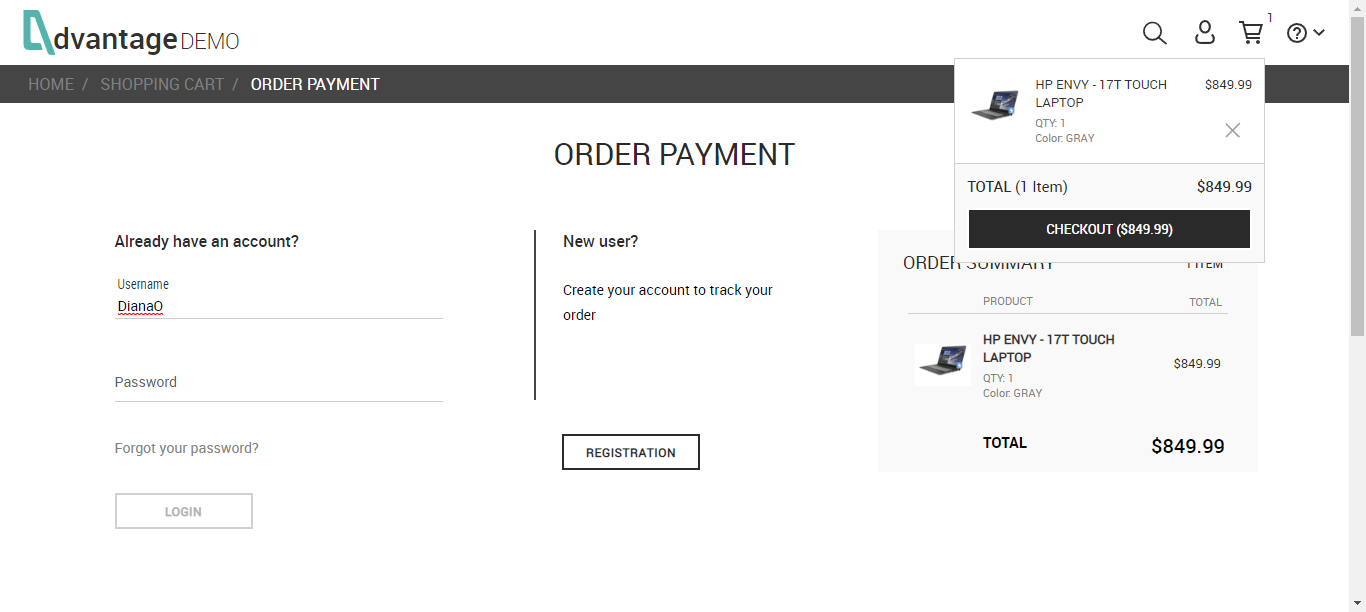 dvantage DEMO
1
HOME / SHOPPING CART / ORDER PAYMENT
HP ENVY - 17T TOUCH LAPTOP
$849.99
QTY: 1
Color: GRAY
TOTAL (1 Item) $849.99
CHECKOUT ($849.99)
ORDER PAYMENT
Already have an account?
Username
DianaO
Password
Forgot your password?
LOGIN
New user?
Create your account to track your
order
REGISTRATION
ORDER SUMMARY 1 ITEM
PRODUCT TOTAL
HP ENVY - 17T TOUCH
LAPTOP
$849.99
QTY: 1
Color: GRAY
TOTAL $849.99